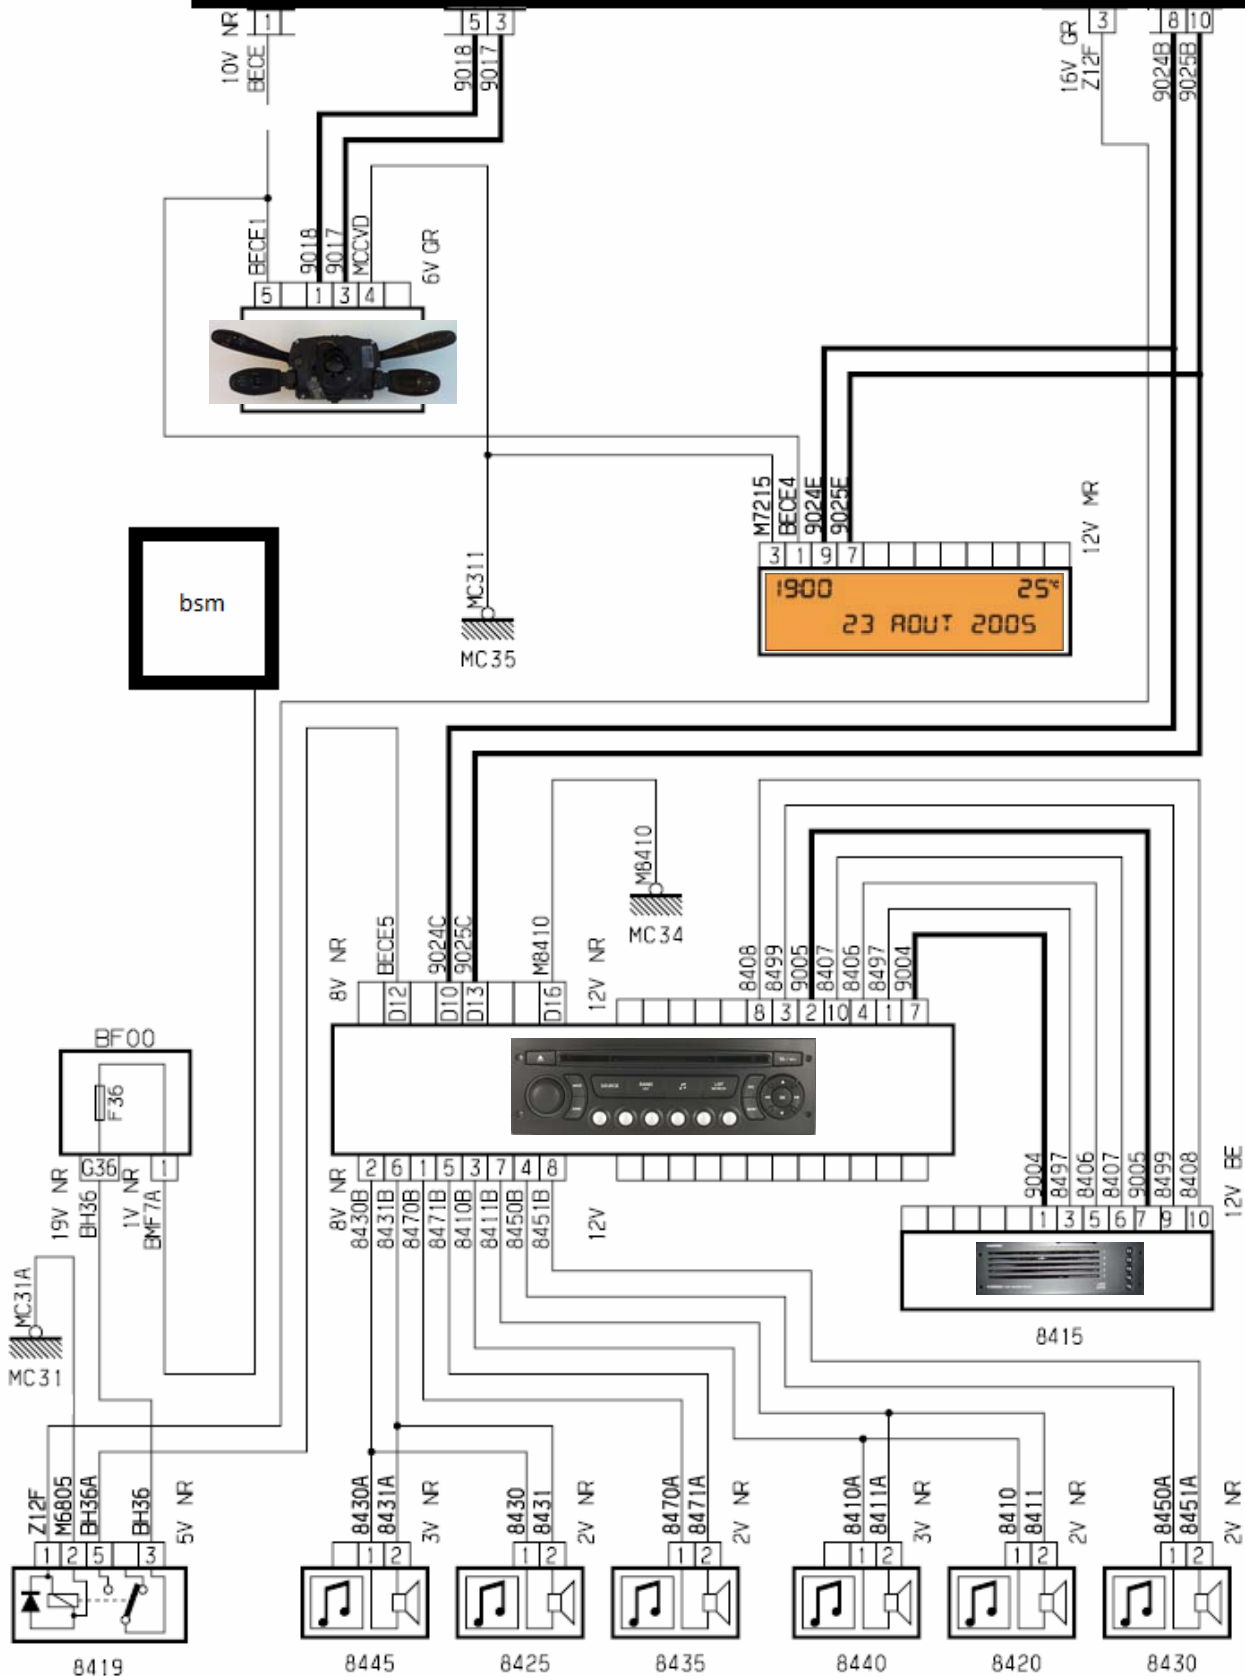 1
5 3
3
8 10
10V NR
BECE
9018
9017
16V GR
Z12F
9024B
9025B
BECE1
9018
9017
MCCVD
6V GR
5 1 3 4
M7215
BECE4
9024E
9025E
12V MR
3 1 9 7
19:00 25°C
23 AOUT 2005
bsm
MC311
MC35
M8410
MC34
8V NR
BECE5
9024C
9025C
M8410
12V NR
8408
8499
9005
8407
8406
8497
9004
D12 D10 D13 D16
8 3 2 10 4 1 7
BF00
F36
G36 1
19V NR
BH36
1V NR
BMF7A
SOURCE
BAND
LIST
2 6 1 5 3 7 4 8
8V NR
8430B
8431B
8470B
8471B
8410B
8411B
8450B
8451B
12V
9004
8497
8406
8407
9005
8499
8408
12V BE
1 3 5 6 7 9 10
8415
MC31A
MC31
Z12F
M6805
BH36A
BH36
5V NR
1 2 5 3
8419
8430A
8431A
3V NR
1 2
8445
8430
8431
2V NR
1 2
8425
8470A
8471A
2V NR
1 2
8435
8410A
8411A
3V NR
1 2
8440
8410
8411
2V NR
1 2
8420
8450A
8451A
2V NR
1 2
8430